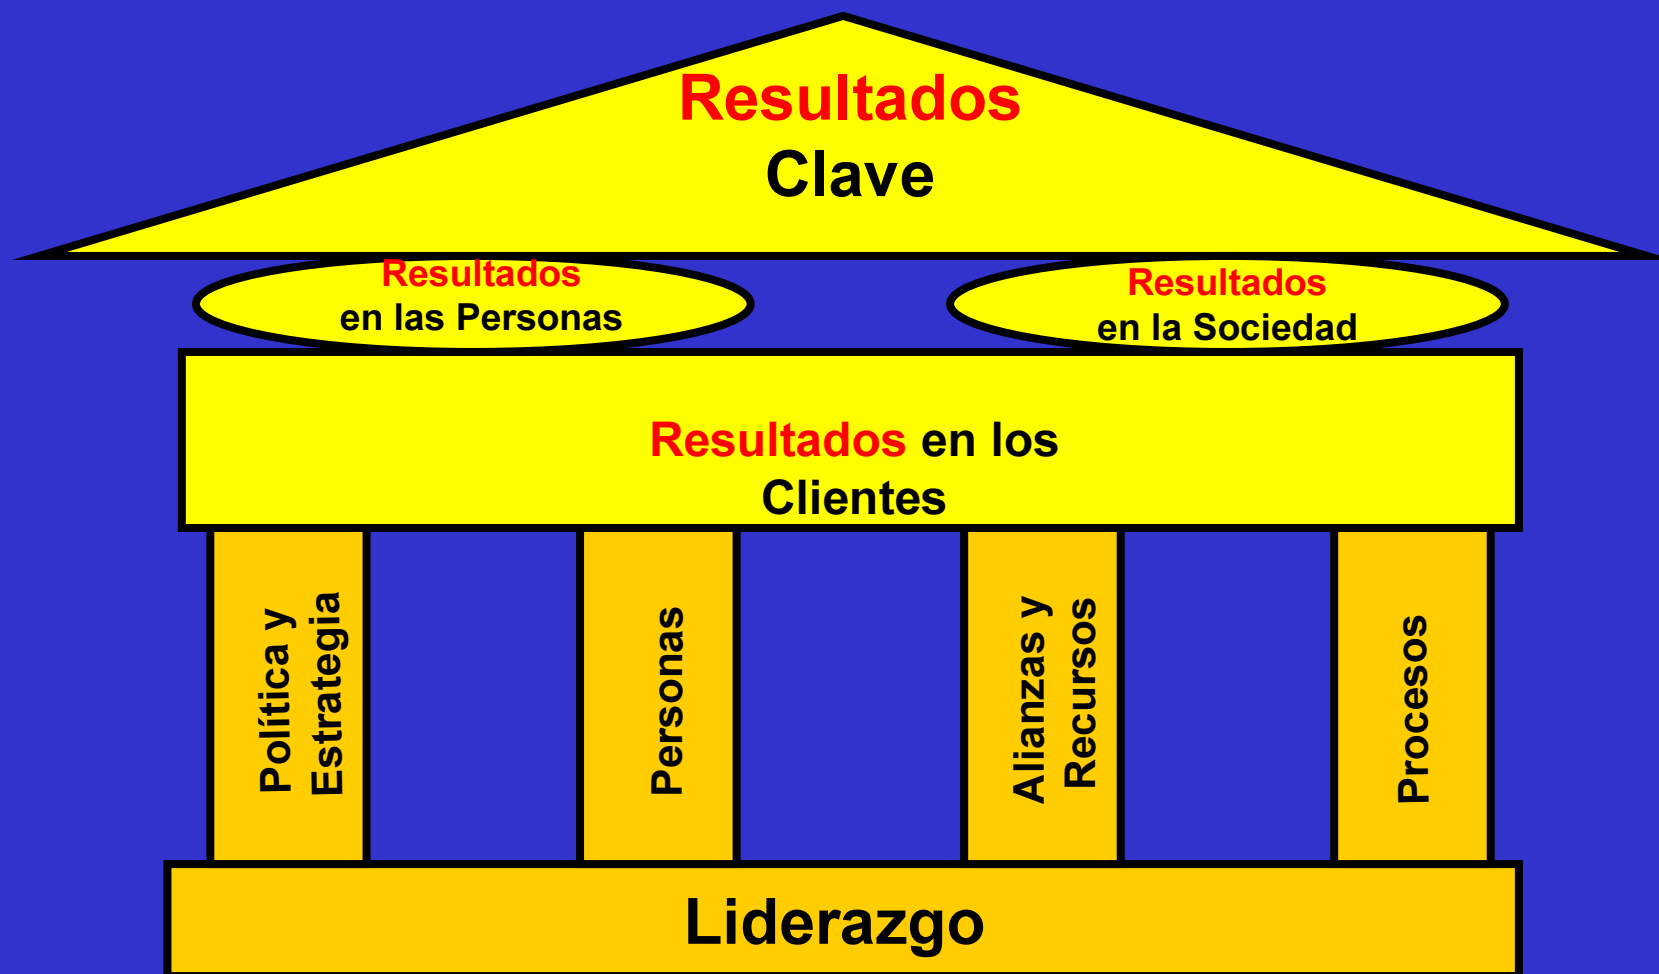 Resultados
Clave
Resultados
en las Personas
Resultados
en la Sociedad
Resultados en los
Clientes
Política y
Estrategia
Personas
Alianzas y
Recursos
Procesos
Liderazgo